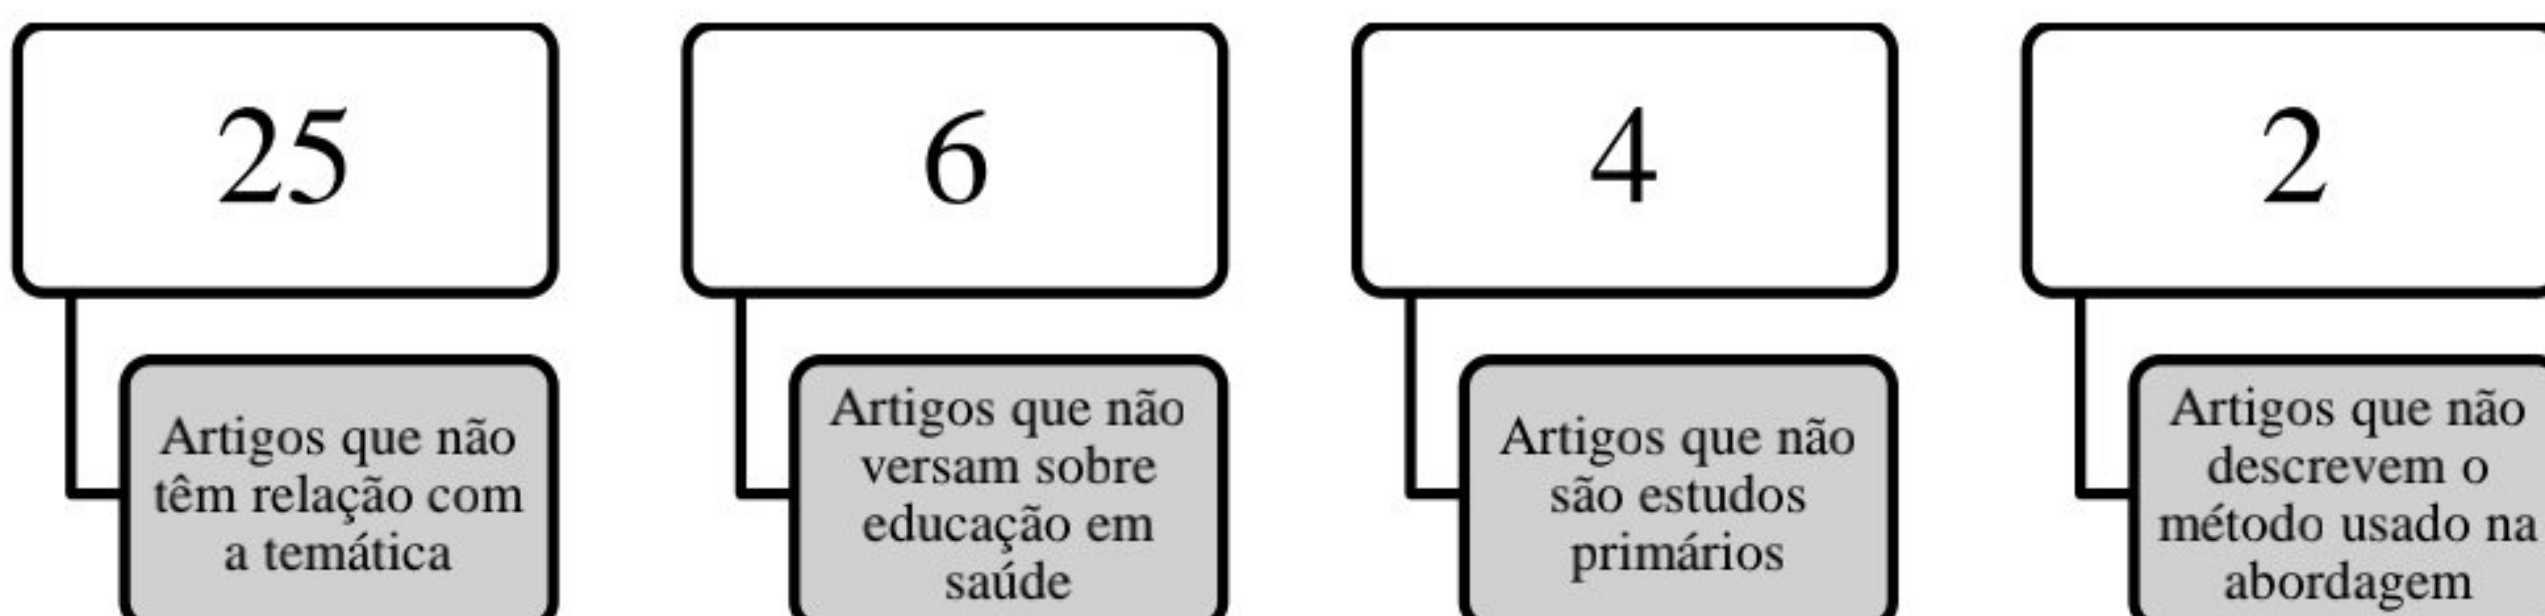 25
Artigos que não
têm relação com
a temática
6
Artigos que não
versam sobre
educação em
saúde
4
Artigos que não
são estudos
primários
2
Artigos que não
descrevem o
método usado na
abordagem